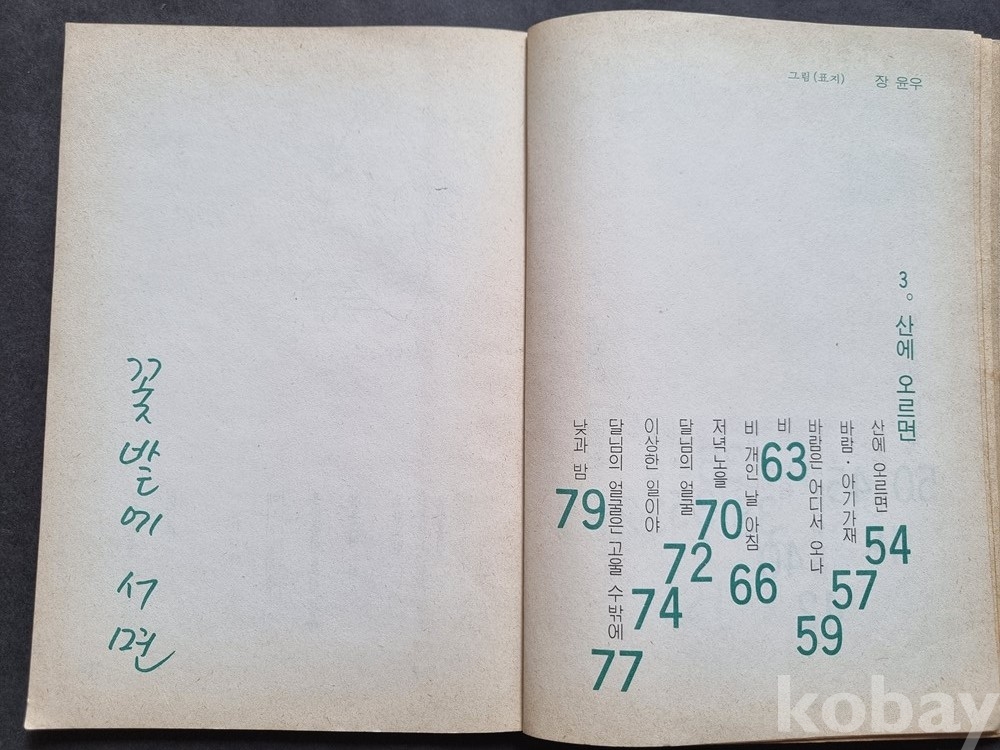 꽃밭에 서면
그림(표지) 장 윤우
3。산에 오르면
산에 오르면 54
바람·아기 가재 57
바람은 어디서 오나 59
비 63
비 개인 날 아침 66
저녁노을 70
달님의 얼굴 72
이상한 일이야 74
달님의 얼굴은 고울 수밖에 77
낮과 밤 79
kobay